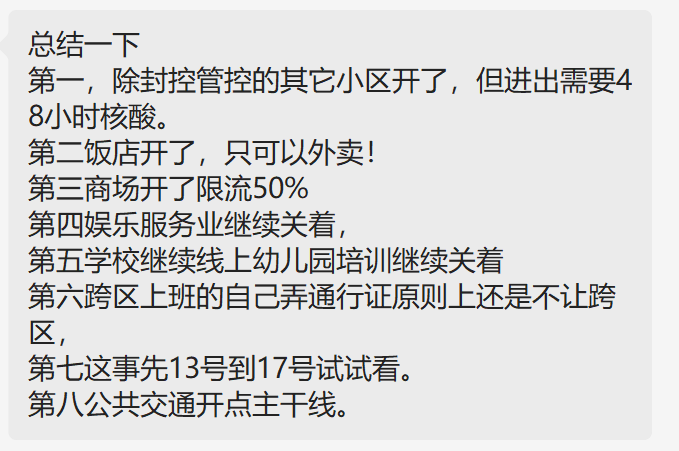 总结一下
第一，除封控管控的其它小区开了，但进出需要4
8小时核酸。
第二饭店开了，只可以外卖！
第三商场开了限流50%
第四娱乐服务业继续关着，
第五学校继续线上幼儿园培训继续关着
第六跨区上班的自己弄通行证原则上还是不让跨
区，
第七这事先13号到17号试试看。
第八公共交通开点主干线。